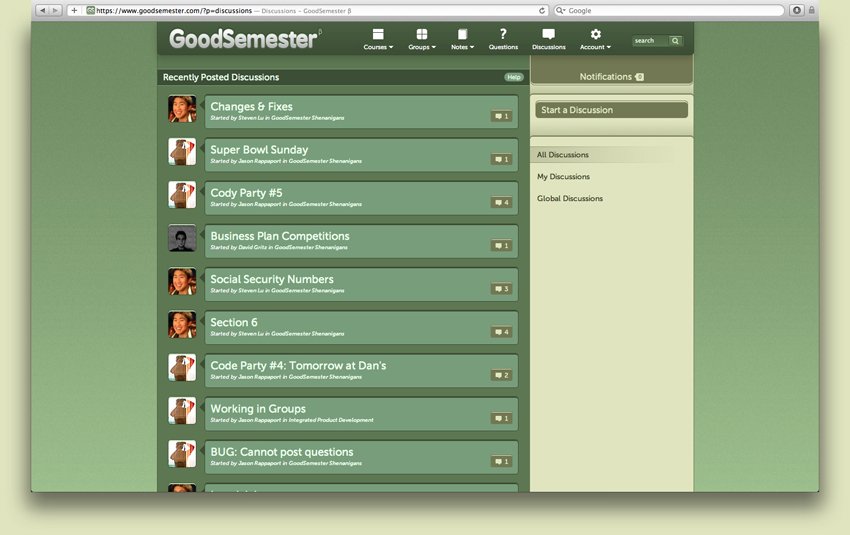 https://www.goodsemester.com/?p=discussions — Discussions – GoodSemester β
Google
GoodSemester β
Courses
Groups
Notes
Questions
Discussions
Account
search
Recently Posted Discussions
Help
Changes & Fixes
Started by Steven Lu in GoodSemester Shenanigans
1
Super Bowl Sunday
Started by Jason Rappaport in GoodSemester Shenanigans
1
Cody Party #5
Started by Jason Rappaport in GoodSemester Shenanigans
4
Business Plan Competitions
Started by David Gritz in GoodSemester Shenanigans
1
Social Security Numbers
Started by Steven Lu in GoodSemester Shenanigans
3
Section 6
Started by Steven Lu in GoodSemester Shenanigans
4
Code Party #4: Tomorrow at Dan's
Started by Jason Rappaport in GoodSemester Shenanigans
2
Working in Groups
Started by Jason Rappaport in Integrated Product Development
1
BUG: Cannot post questions
Started by Jason Rappaport in GoodSemester Shenanigans
1
Notifications
Start a Discussion
All Discussions
My Discussions
Global Discussions